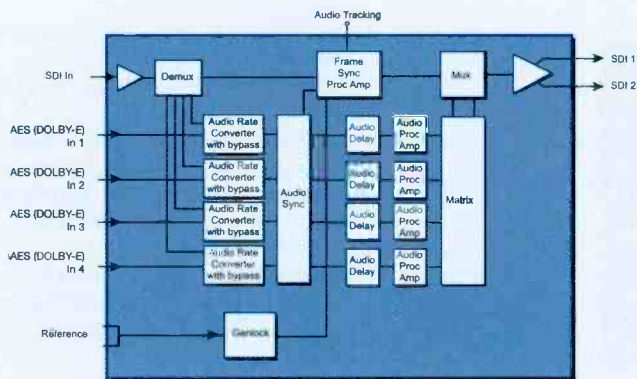 Audio Tracking
SDI In
Demux
Frame
Sync
Proc Amp
Mux
SDI 1
SDI 2
AES (DOLBY-E)
In 1
Audio Rate
Converter
with bypass
Audio
Delay
Audio
Proc
Amp
AES (DOLBY-E)
In 2
Audio Rate
Converter
with bypass
Audio
Sync
Audio
Delay
Audio
Proc
Amp
Matrix
AES (DOLBY-E)
In 3
Audio Rate
Converter
with bypass
Audio
Delay
Audio
Proc
Amp
AES (DOLBY-E)
In 4
Audio Rate
Converter
with bypass
Audio
Delay
Audio
Proc
Amp
Reference
Genlock